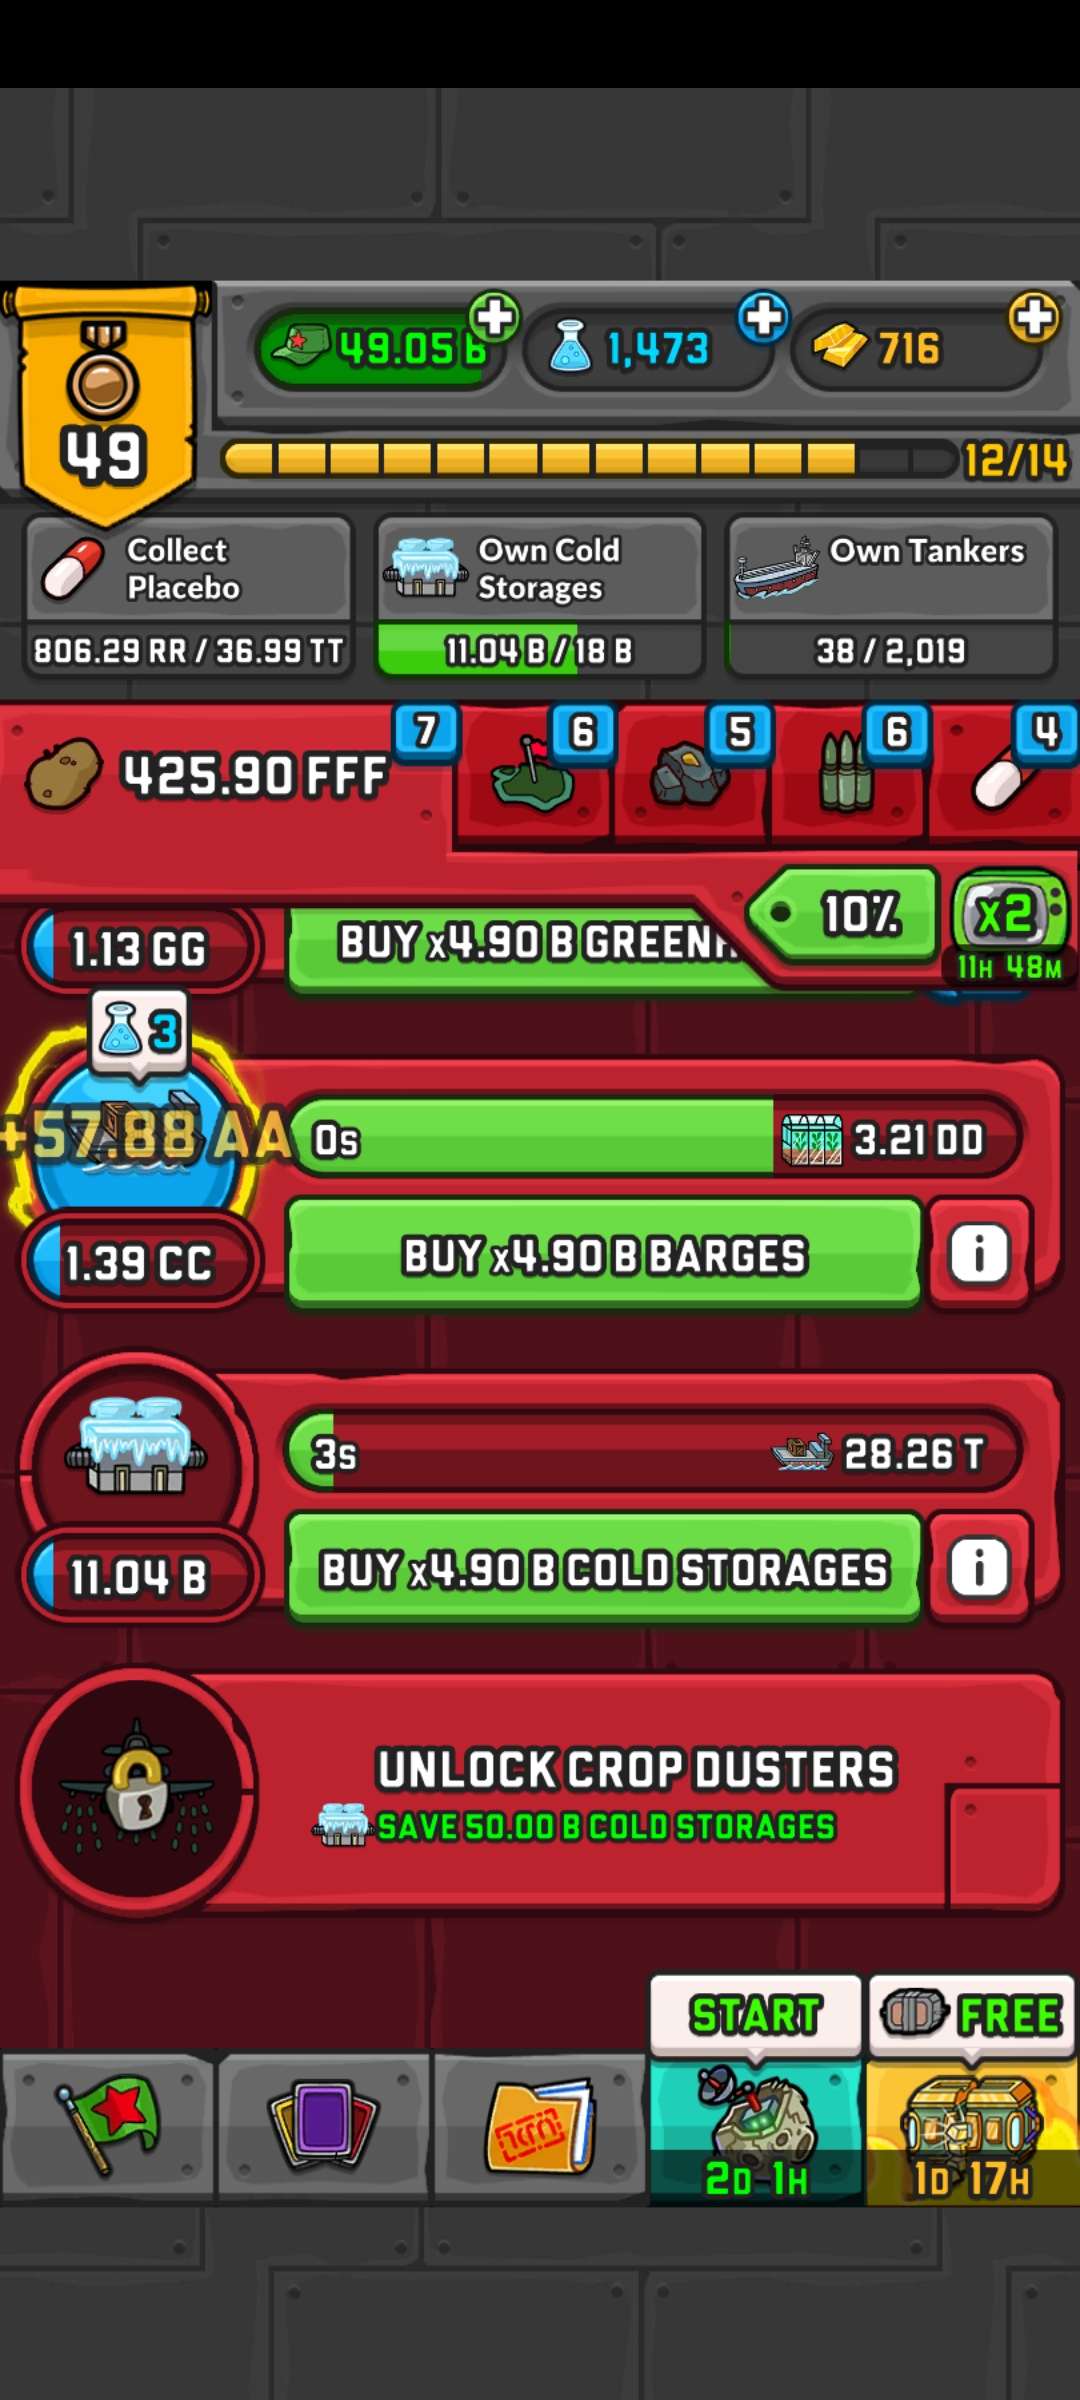 49.05 B
1,473
716
49
12/14
Collect
Placebo
Own Cold
Storages
Own Tankers
806.29 RR / 36.99 TT
11.04 B / 18 B
38 / 2,019
7
6
5
6
4
425.90 FFF
10%
x2
11H 48M
1.13 GG
BUY x4.90 B
3
+57.88 AA
0s
3.21 DD
1.39 CC
BUY x4.90 B BARGES
i
3s
28.26 T
11.04 B
BUY x4.90 B COLD STORAGES
i
UNLOCK CROP DUSTERS
SAVE 50.00 B COLD STORAGES
START
FREE
2D 1H
1D 17H